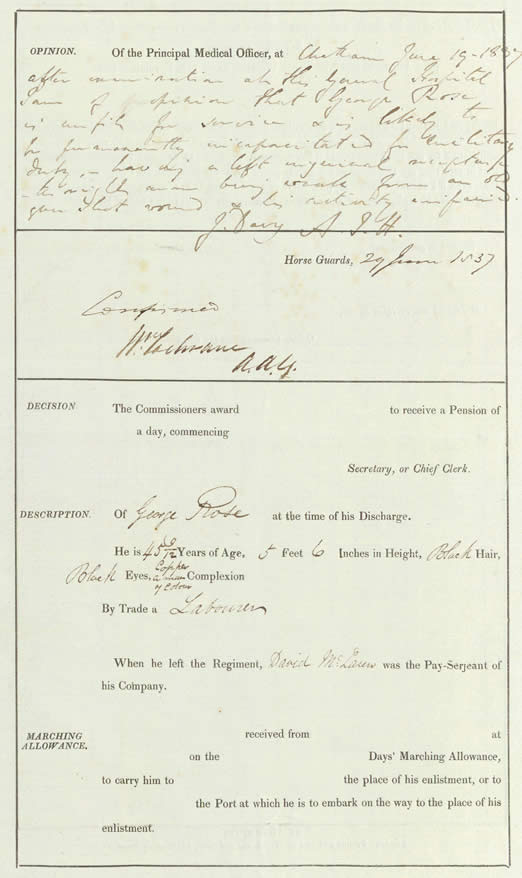 OPINION. Of the Principal Medical Officer, at Chatham June 19-1837
after examination at the General Hospital
I am of opinion that George Rose
is unfit for service & is likely to
be permanently incapacitated for military
duty, - having a left inguinal
right arm being weak from an old
gun shot wound & his activity impaired.
J. Davy A. I. H.
Horse Guards, 29 June 1837
Confirmed
Wm Cochrane
A.A.G.
DECISION The Commissioners award to receive a Pension of
a day, commencing
Secretary, or Chief Clerk.
DESCRIPTION. Of George Rose at the time of his Discharge.
He is 45 Years of Age, 5 Feet 6 Inches in Height, Black Hair,
Black Eyes, Copper a man of Colour Complexion
By Trade a Labourer
When he left the Regiment, David McLaren was the Pay-Serjeant of
his Company.
MARCHING ALLOWANCE. received from at
on the Days' Marching Allowance,
to carry him to the place of his enlistment, or to
the Port at which he is to embark on the way to the place of his
enlistment.